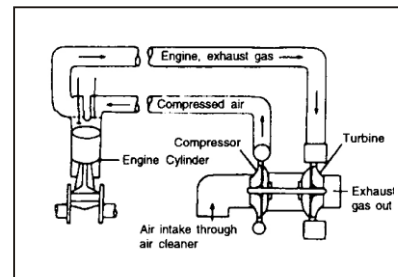 Engine, exhaust gas
Compressed air
Compressor
Turbine
Engine Cylinder
Exhaust
gas out
Air intake through
air cleaner